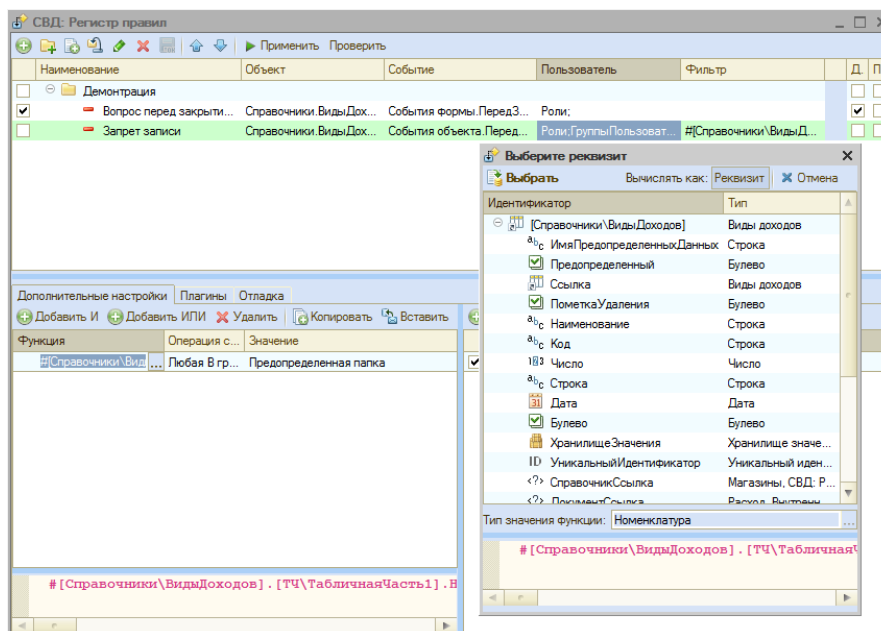 СВД: Регистр правил
Применить Проверить
Наименование Объект Событие Пользователь Фильтр Д. П
Демонтрация
Вопрос перед закрыти... Справочники.ВидыДох... События формы.ПередЗ... Роли;
Запрет записи Справочники.ВидыДох... События объекта.Перед... Роли;ГруппыПользоват... #[Справочники\ВидыД...
Выберите реквизит
Выбрать Вычислять как: Реквизит Отмена
Идентификатор Тип
[Справочники\ВидыДоходов] Виды доходов
ИмяПредопределенныхДанных Строка
Предопределенный Булево
Ссылка Виды доходов
ПометкаУдаления Булево
Наименование Строка
Код Строка
Число Число
Строка Строка
Дата Дата
Булево Булево
ХранилищеЗначения Хранилище значе...
УникальныйИдентификатор Уникальный иден...
СправочникСсылка Магазины, СВД: Р...
ДокументСсылка Расход, Внутренн
Тип значения функции: Номенклатура ...
#[Справочники\ВидыДоходов].[ТЧ\Таблична
Дополнительные настройки Плагины Отладка
Добавить И Добавить ИЛИ Удалить Копировать Вставить
Функция Операция с... Значение
#[Справочники\Вид ... Любая В гр... Предопределенная папка
#[Справочники\ВидыДоходов].[ТЧ\ТабличнаяЧасть1].Н